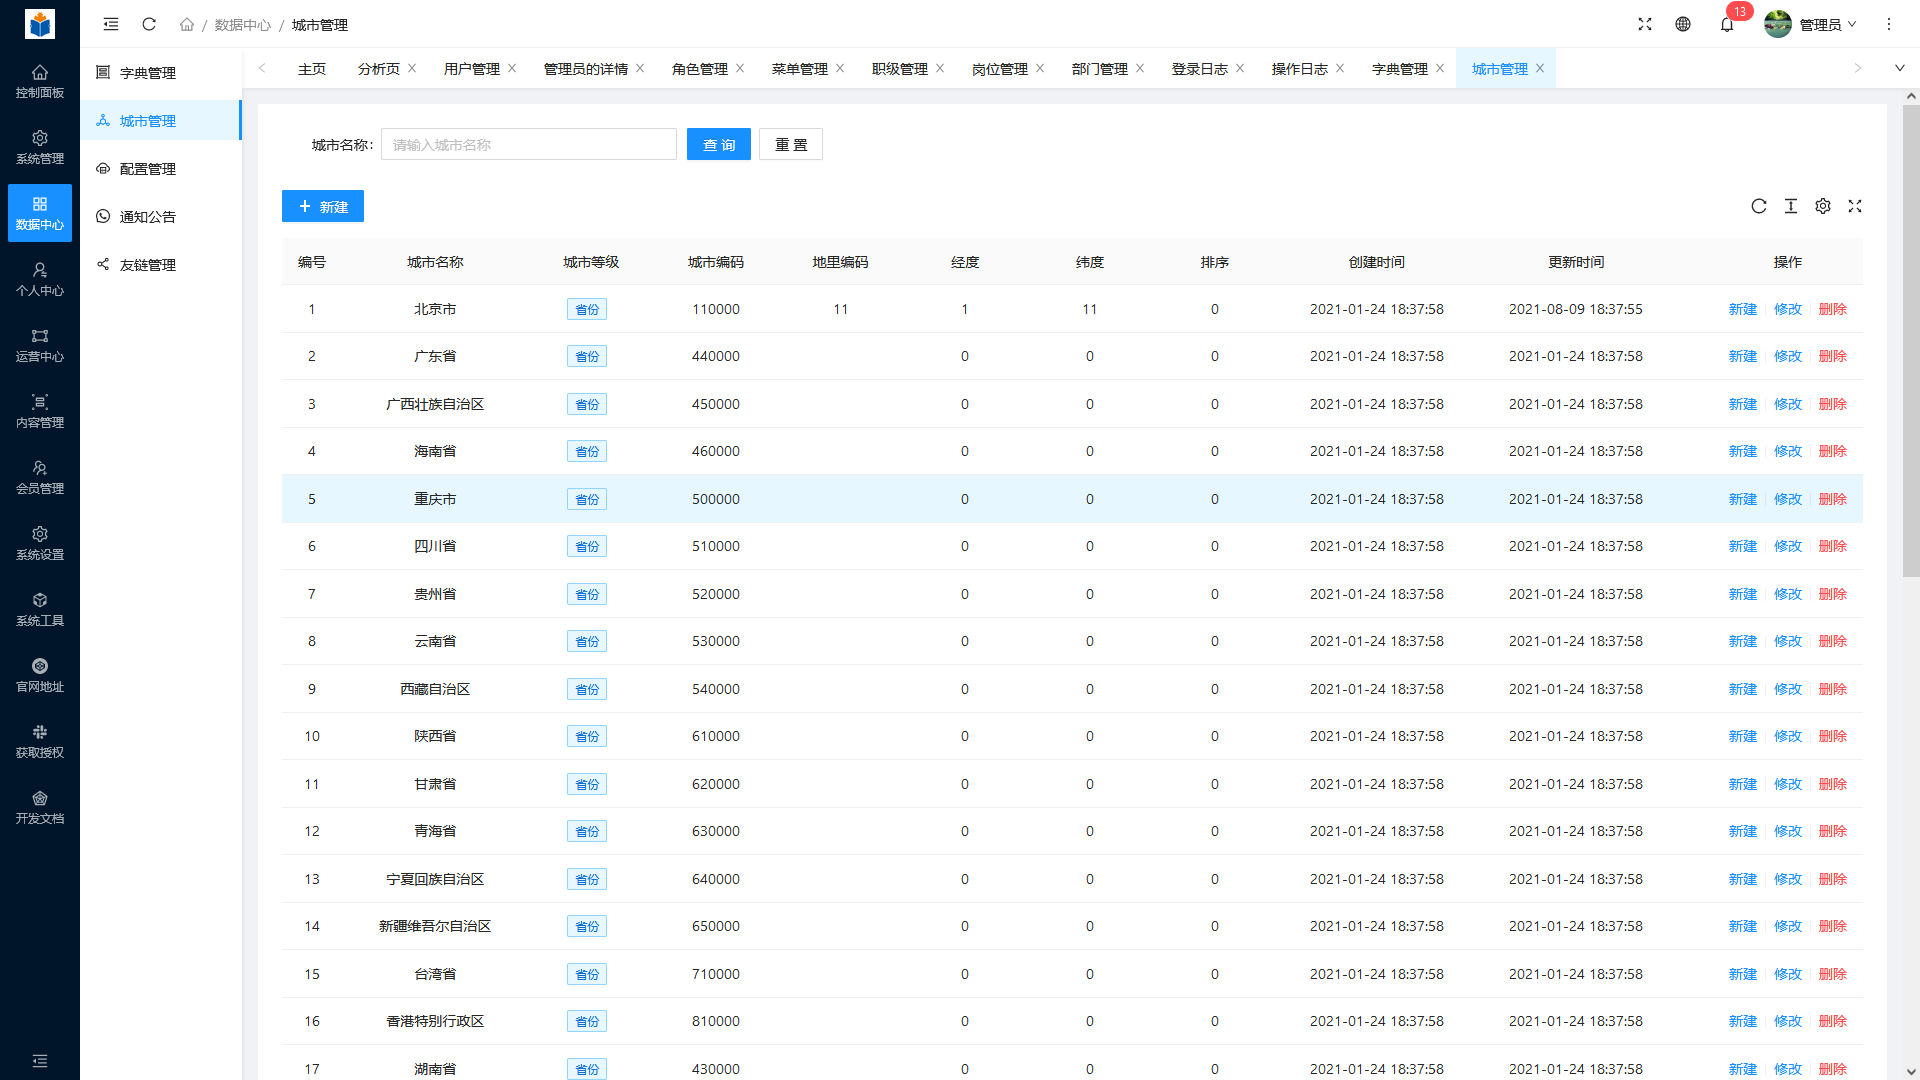 / 数据中心 / 城市管理
13
管理员
控制面板
系统管理
数据中心
个人中心
运营中心
内容管理
会员管理
系统设置
系统工具
官网地址
获取授权
开发文档
字典管理
城市管理
配置管理
通知公告
友链管理
主页 分析页 用户管理 管理员的详情 角色管理 菜单管理 职级管理 岗位管理 部门管理 登录日志 操作日志 字典管理 城市管理
城市名称: 请输入城市名称 查 询 重 置
新建
编号 城市名称 城市等级 城市编码 地里编码 经度 纬度 排序 创建时间 更新时间 操作
1 北京市 省份 110000 11 1 11 0 2021-01-24 18:37:58 2021-08-09 18:37:55 新建 修改 删除
2 广东省 省份 440000 0 0 0 2021-01-24 18:37:58 2021-01-24 18:37:58 新建 修改 删除
3 广西壮族自治区 省份 450000 0 0 0 2021-01-24 18:37:58 2021-01-24 18:37:58 新建 修改 删除
4 海南省 省份 460000 0 0 0 2021-01-24 18:37:58 2021-01-24 18:37:58 新建 修改 删除
5 重庆市 省份 500000 0 0 0 2021-01-24 18:37:58 2021-01-24 18:37:58 新建 修改 删除
6 四川省 省份 510000 0 0 0 2021-01-24 18:37:58 2021-01-24 18:37:58 新建 修改 删除
7 贵州省 省份 520000 0 0 0 2021-01-24 18:37:58 2021-01-24 18:37:58 新建 修改 删除
8 云南省 省份 530000 0 0 0 2021-01-24 18:37:58 2021-01-24 18:37:58 新建 修改 删除
9 西藏自治区 省份 540000 0 0 0 2021-01-24 18:37:58 2021-01-24 18:37:58 新建 修改 删除
10 陕西省 省份 610000 0 0 0 2021-01-24 18:37:58 2021-01-24 18:37:58 新建 修改 删除
11 甘肃省 省份 620000 0 0 0 2021-01-24 18:37:58 2021-01-24 18:37:58 新建 修改 删除
12 青海省 省份 630000 0 0 0 2021-01-24 18:37:58 2021-01-24 18:37:58 新建 修改 删除
13 宁夏回族自治区 省份 640000 0 0 0 2021-01-24 18:37:58 2021-01-24 18:37:58 新建 修改 删除
14 新疆维吾尔自治区 省份 650000 0 0 0 2021-01-24 18:37:58 2021-01-24 18:37:58 新建 修改 删除
15 台湾省 省份 710000 0 0 0 2021-01-24 18:37:58 2021-01-24 18:37:58 新建 修改 删除
16 香港特别行政区 省份 810000 0 0 0 2021-01-24 18:37:58 2021-01-24 18:37:58 新建 修改 删除
17 湖南省 省份 430000 0 0 0 2021-01-24 18:37:58 2021-01-24 18:37:58 新建 修改 删除